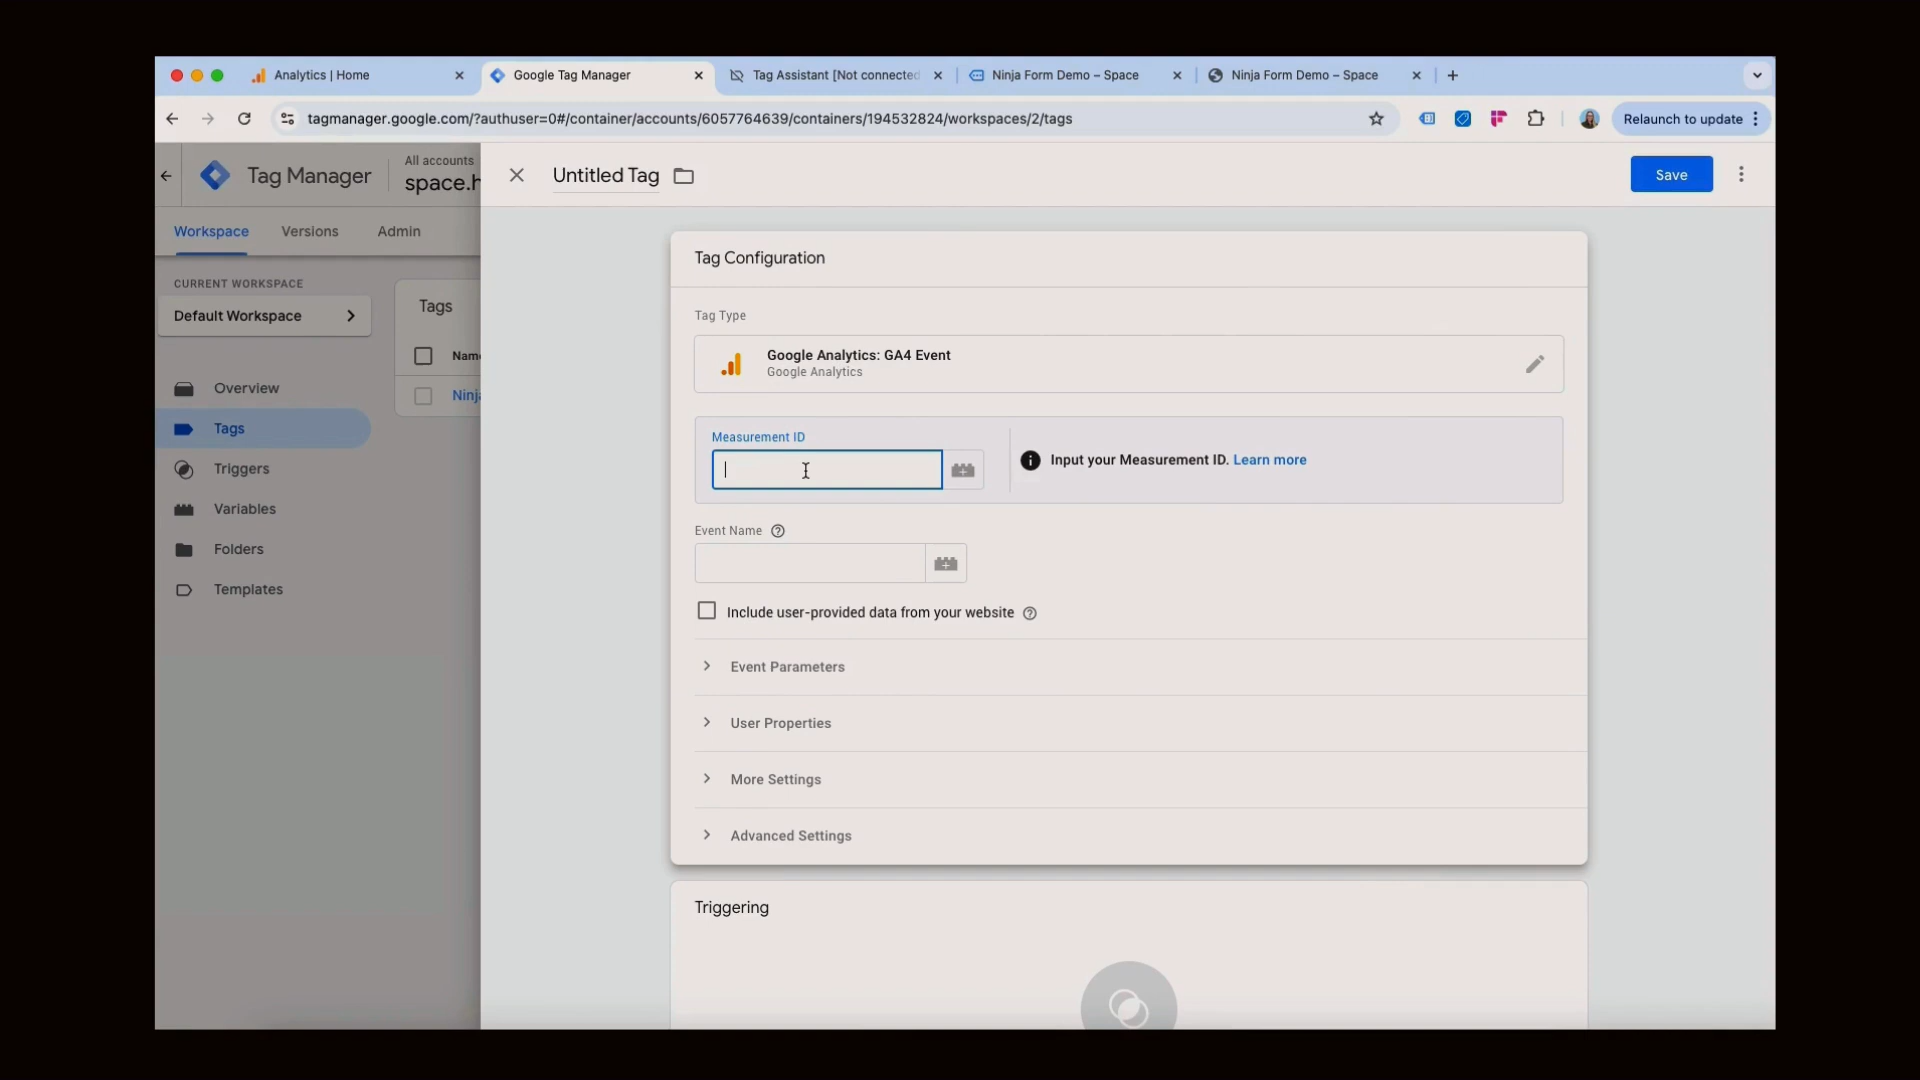 Analytics | Home
Google Tag Manager
Tag Assistant [Not connected
Ninja Form Demo – Space
Ninja Form Demo – Space
tagmanager.google.com/?authuser=0#/container/accounts/6057764639/containers/194532824/workspaces/2/tags
Relaunch to update
Tag Manager
All accounts
space.h
Untitled Tag
Save
Workspace
Versions
Admin
CURRENT WORKSPACE
Default Workspace
Overview
Tags
Triggers
Variables
Folders
Templates
Tags
Name
Ninj
Tag Configuration
Tag Type
Google Analytics: GA4 Event
Google Analytics
Measurement ID
Input your Measurement ID. Learn more
Event Name
Include user-provided data from your website
Event Parameters
User Properties
More Settings
Advanced Settings
Triggering